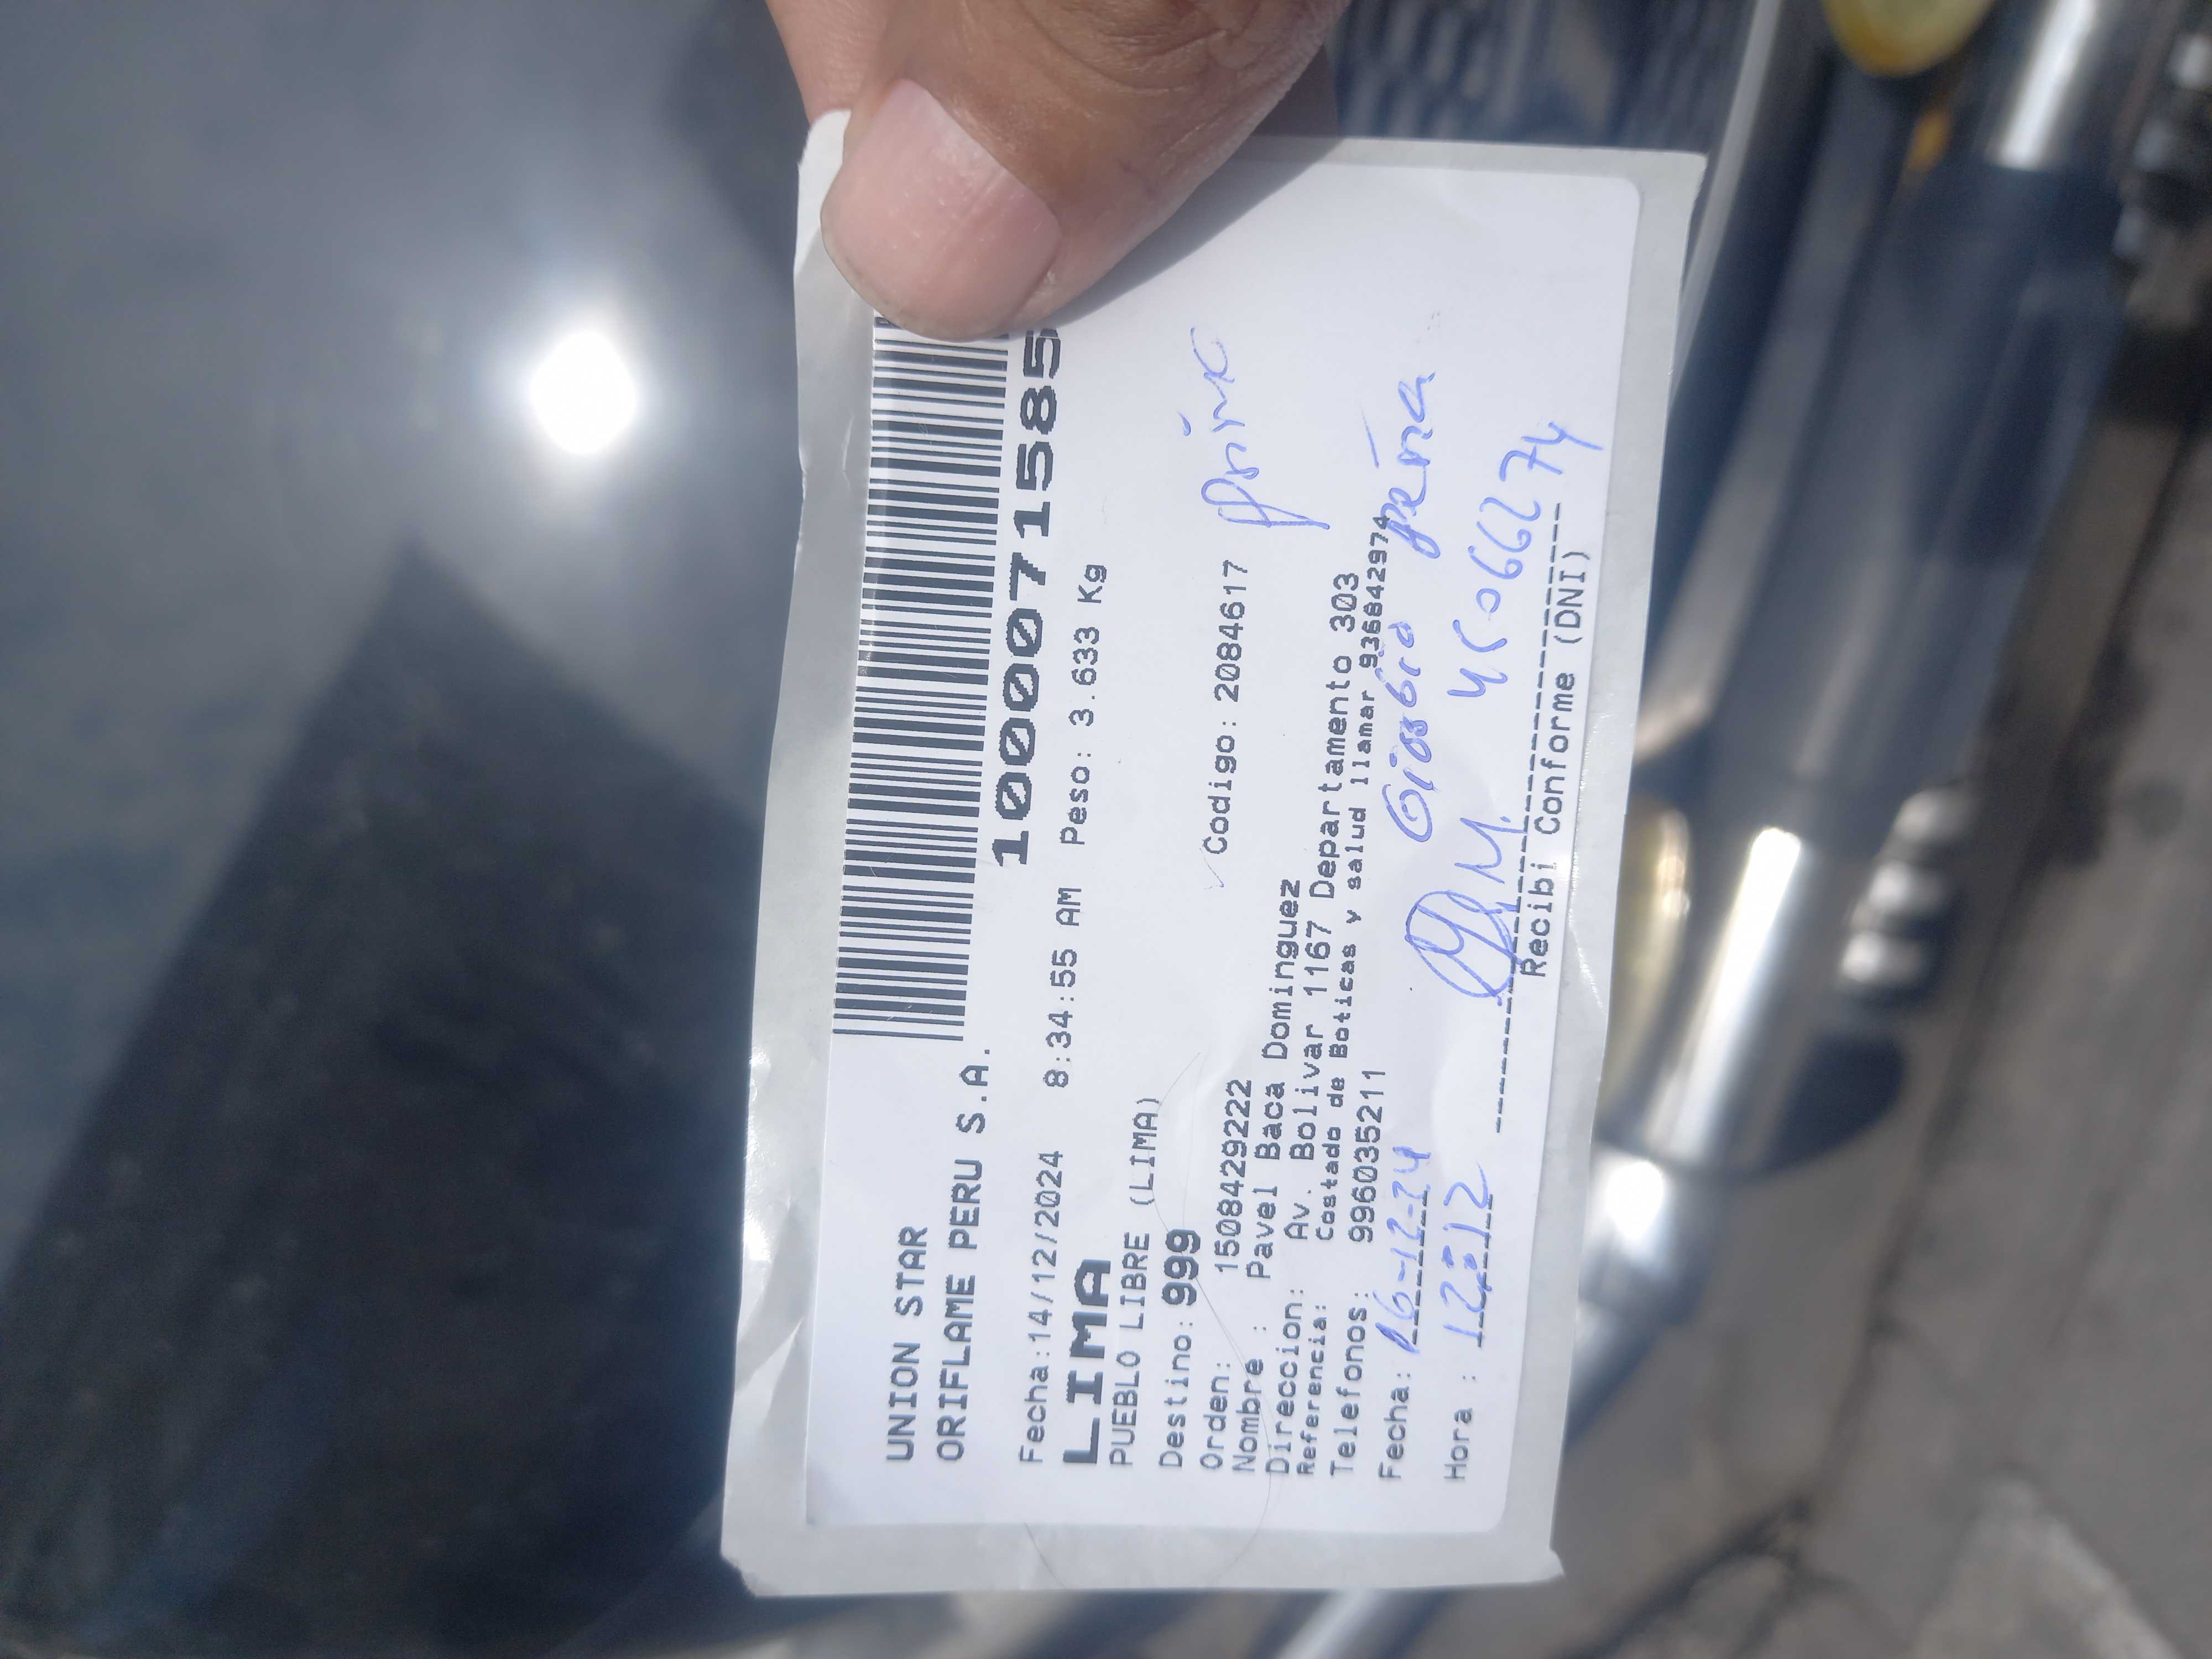 UNION STAR
ORIFLAME PERU S.A.
100071585
Fecha:14/12/2024 8:34:55 AM Peso: 3.633 Kg
LIMA
PUEBLO LIBRE (LIMA)
Destino: 999
Orden: 1508429222 Codigo: 2084617
Nombre : Pavel Baca Dominguez
Direccion: Av. Bolivar 1167 Departamento 303
Referencia: Costado de Boticas y salud llamar 936842974
Telefonos: 996035211
Fecha: 16-12-24 peña
Hora : 12:12
Recibi Conforme (DNI)